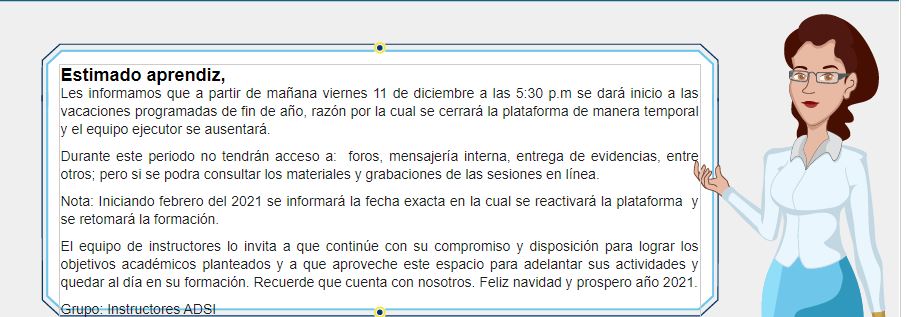 Estimado aprendiz,
Les informamos que a partir de mañana viernes 11 de diciembre a las 5:30 p.m se dará inicio a las
vacaciones programadas de fin de año, razón por la cual se cerrará la plataforma de manera temporal
y el equipo ejecutor se ausentará.
Durante este periodo no tendrán acceso a: foros, mensajería interna, entrega de evidencias, entre
otros; pero si se podra consultar los materiales y grabaciones de las sesiones en línea.
Nota: Iniciando febrero del 2021 se informará la fecha exacta en la cual se reactivará la plataforma y
se retomará la formación.
El equipo de instructores lo invita a que continúe con su compromiso y disposición para lograr los
objetivos académicos planteados y a que aproveche este espacio para adelantar sus actividades y
quedar al día en su formación. Recuerde que cuenta con nosotros. Feliz navidad y prospero año 2021.
Grupo: Instructores ADSI